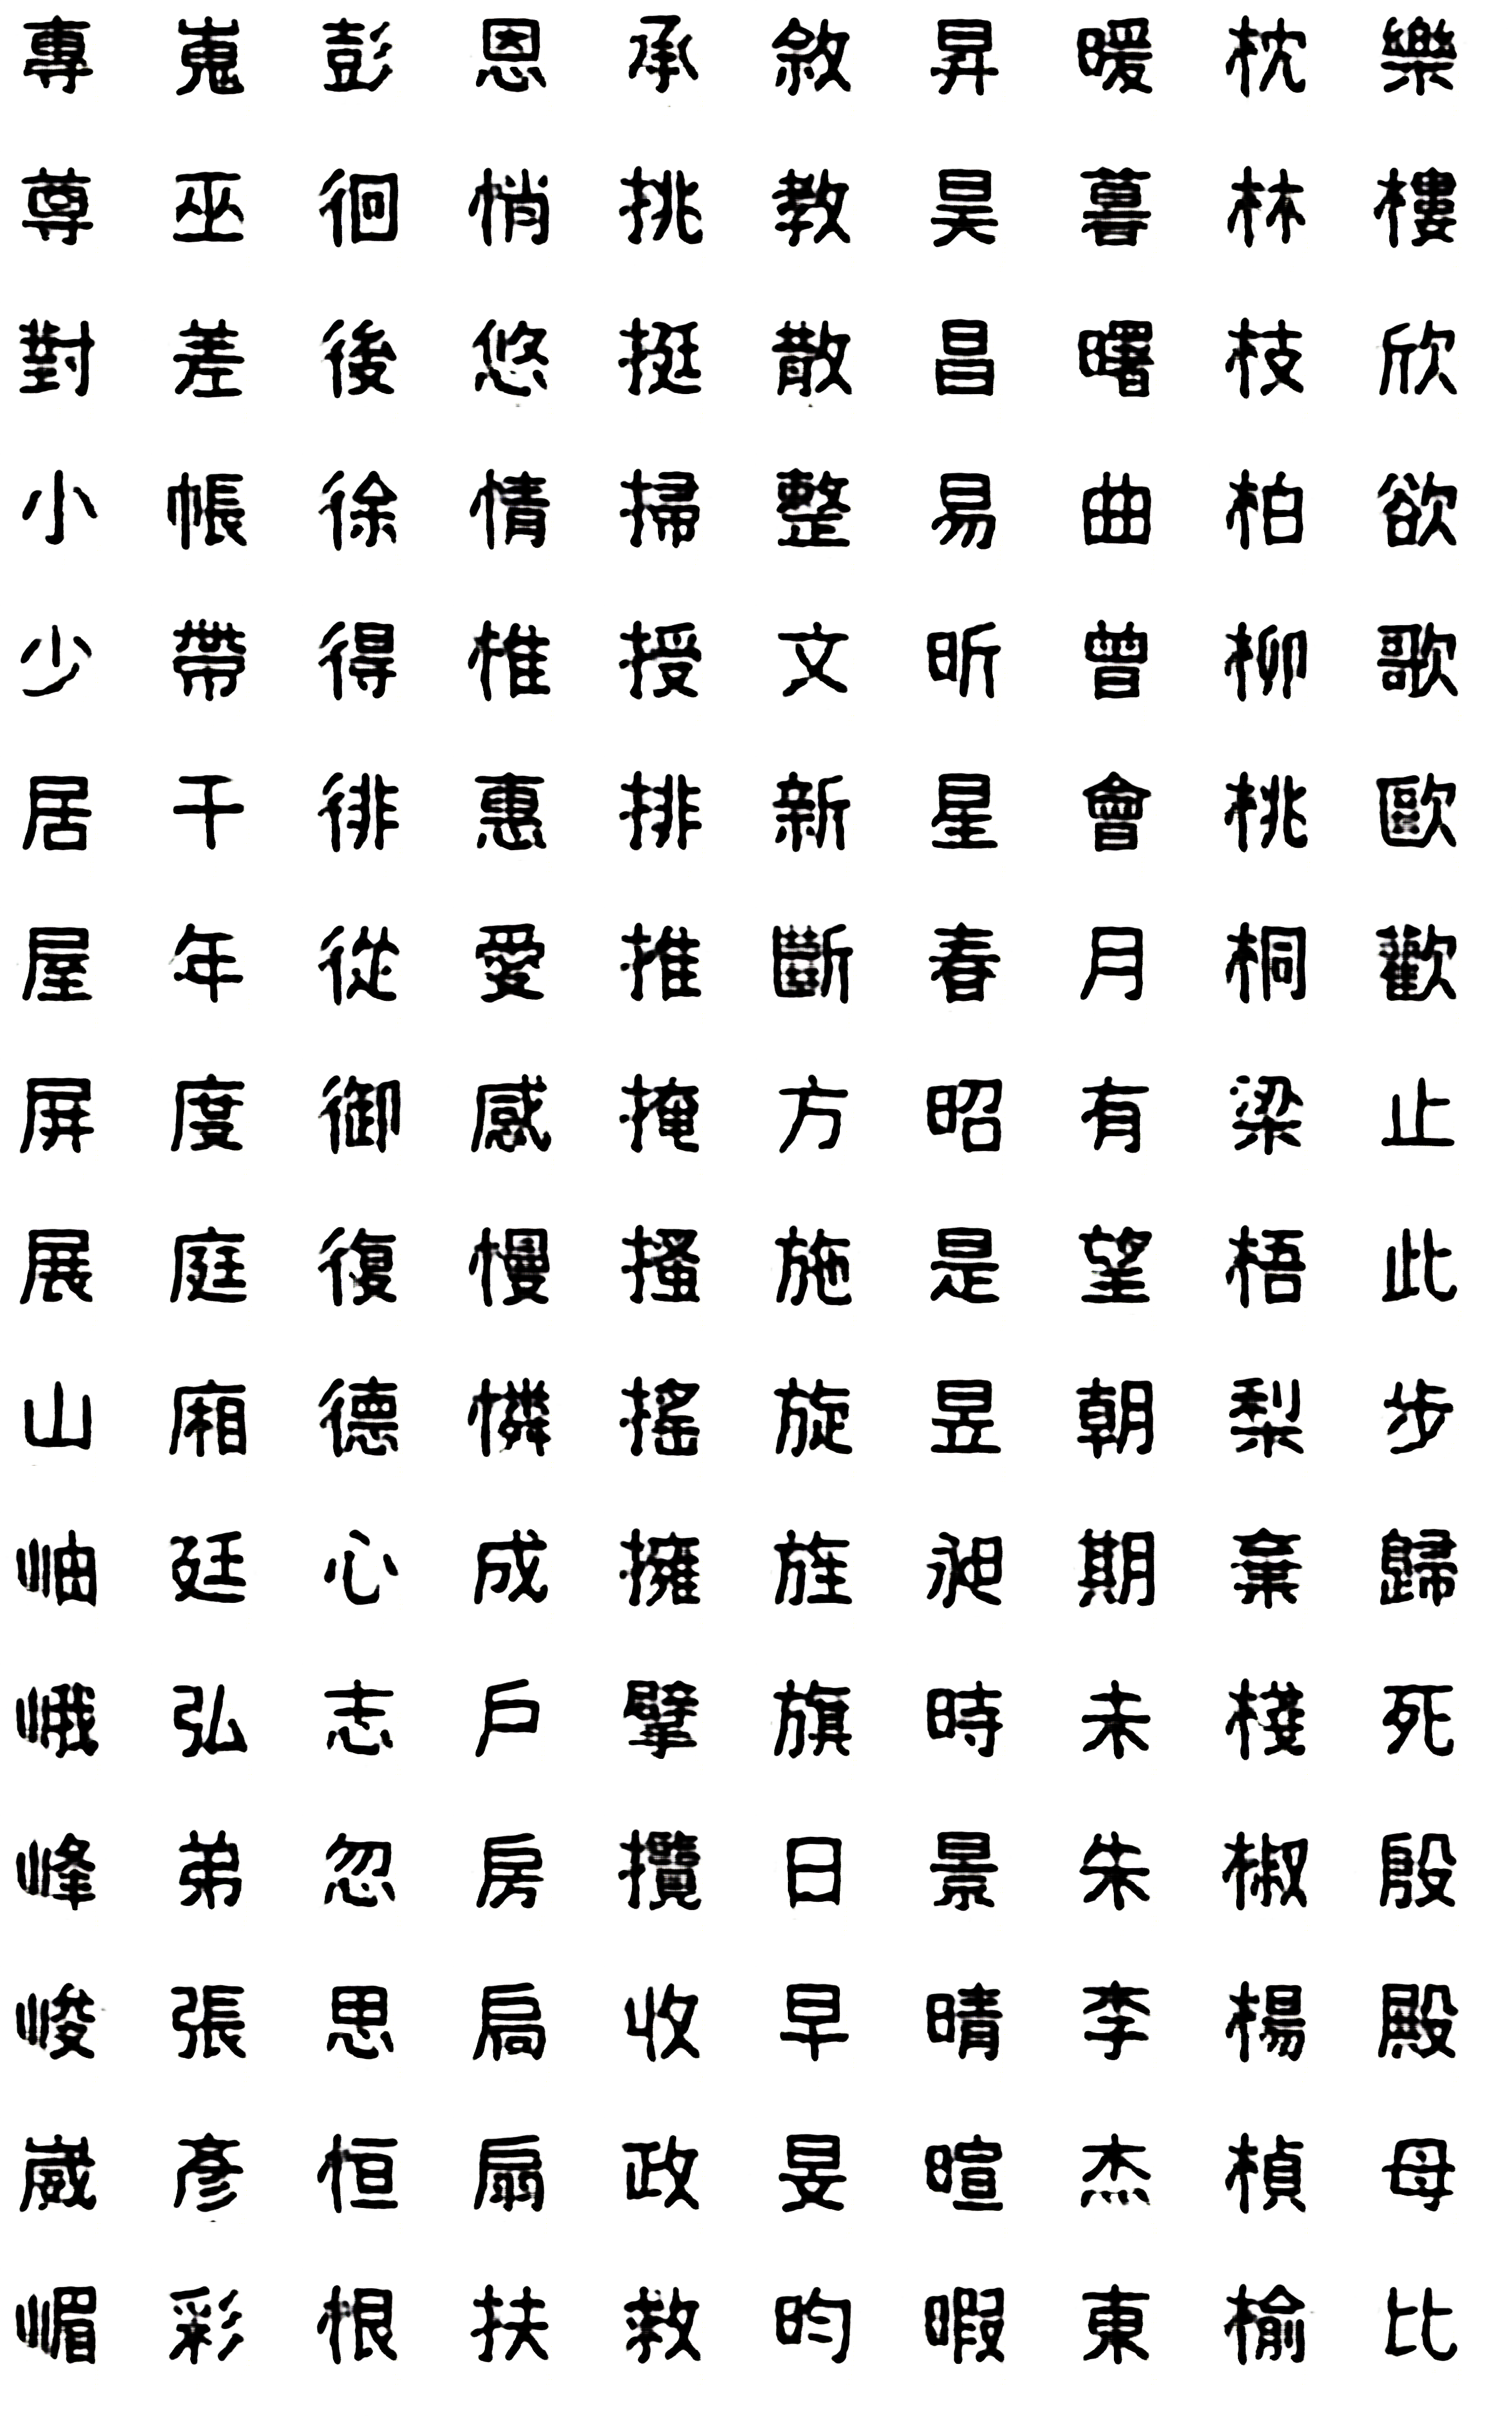 專嵬彭恩承敘昇暖枕樂
尊巫徊悄挑教昊暮林樓
對差後悠挺散昌曙枝欣
小帳徐情掃整易曲柏欲
少帶得惟授文昕曾柳歌
居干徘惠排新星會桃歐
屋年從愛推斷春月桐歡
屏度御感掩方昭有梁止
展庭復慢搔施是望梧此
山廂德憐搖旋昱朝梨步
岫廷心成擁旌昶期棄歸
峨弘志戶擘旗時未棲死
峰弟忽房攬日景朱椒殷
峻張思扃收早晴李楊殿
崴彥恒扇政旻暄杰楨母
嵋彩恨扶救昀暇東榆比